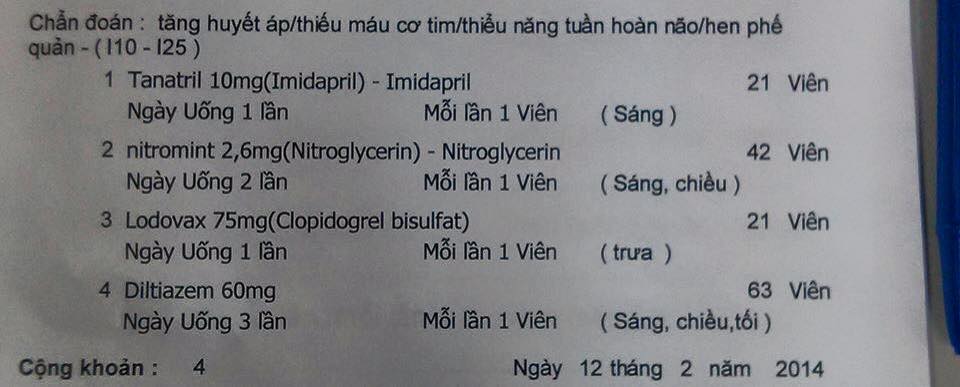 Chẩn đoán : tăng huyết áp/thiếu máu cơ tim/thiểu năng tuần hoàn não/hen phế
quản - ( I10 - I25 )
1 Tanatril 10mg(Imidapril) - Imidapril 21 Viên
Ngày Uống 1 lần Mỗi lần 1 Viên ( Sáng )
2 nitromint 2,6mg(Nitroglycerin) - Nitroglycerin 42 Viên
Ngày Uống 2 lần Mỗi lần 1 Viên ( Sáng, chiều )
3 Lodovax 75mg(Clopidogrel bisulfat) 21 Viên
Ngày Uống 1 lần Mỗi lần 1 Viên ( trưa )
4 Diltiazem 60mg 63 Viên
Ngày Uống 3 lần Mỗi lần 1 Viên ( Sáng, chiều,tối )
Cộng khoản : 4 Ngày 12 tháng 2 năm 2014